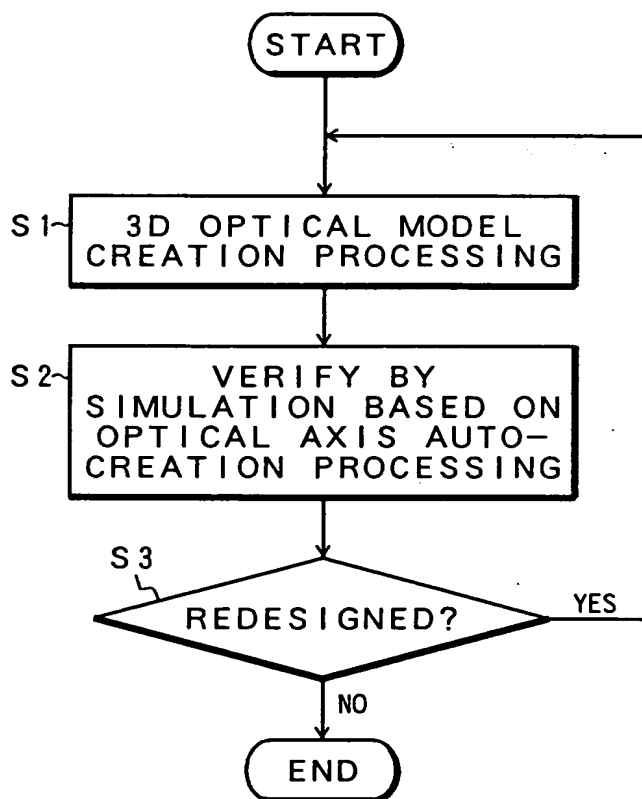 START
S1
3D OPTICAL MODEL
CREATION PROCESSING
S2
VERIFY BY
SIMULATION BASED ON
OPTICAL AXIS AUTO-
CREATION PROCESSING
S3
REDESIGNED?
YES
NO
END